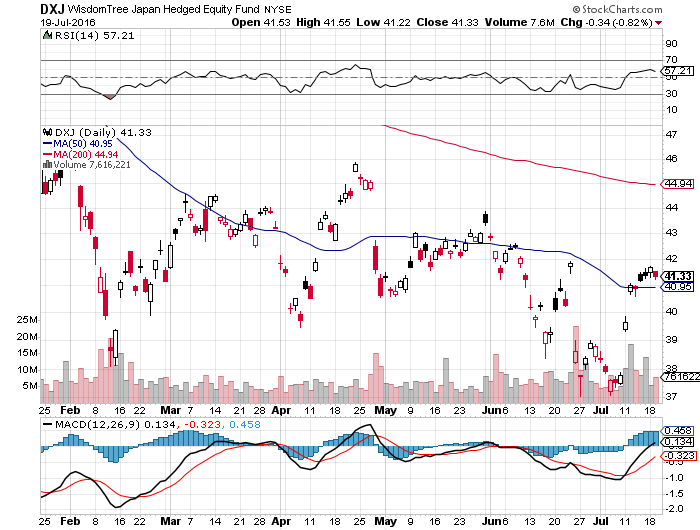 DXJ WisdomTree Japan Hedged Equity Fund NYSE © StockCharts.com
19-Jul-2016 Open 41.53 High 41.55 Low 41.22 Close 41.33 Volume 7.6M Chg -0.34 (-0.82%)
RSI(14) 57.21
90
70
57.21
50
30
10
DXJ (Daily) 41.33
MA(50) 40.95
MA(200) 44.94
Volume 7,616,221
47
46
44.94
44
43
42
41.33
40.95
40
39
38
7616221
37
25M
20M
15M
10M
5M
25 Feb 8 16 22 Mar 7 14 21 28 Apr 11 18 25 May 9 16 23 Jun 6 13 20 27 Jul 11 18
MACD(12,26,9) 0.134, -0.323, 0.458
0.458
0.134
-0.323
-0.5
-1.0
-1.5
-2.0
25 Feb 8 16 22 Mar 7 14 21 28 Apr 11 18 25 May 9 16 23 Jun 6 13 20 27 Jul 11 18